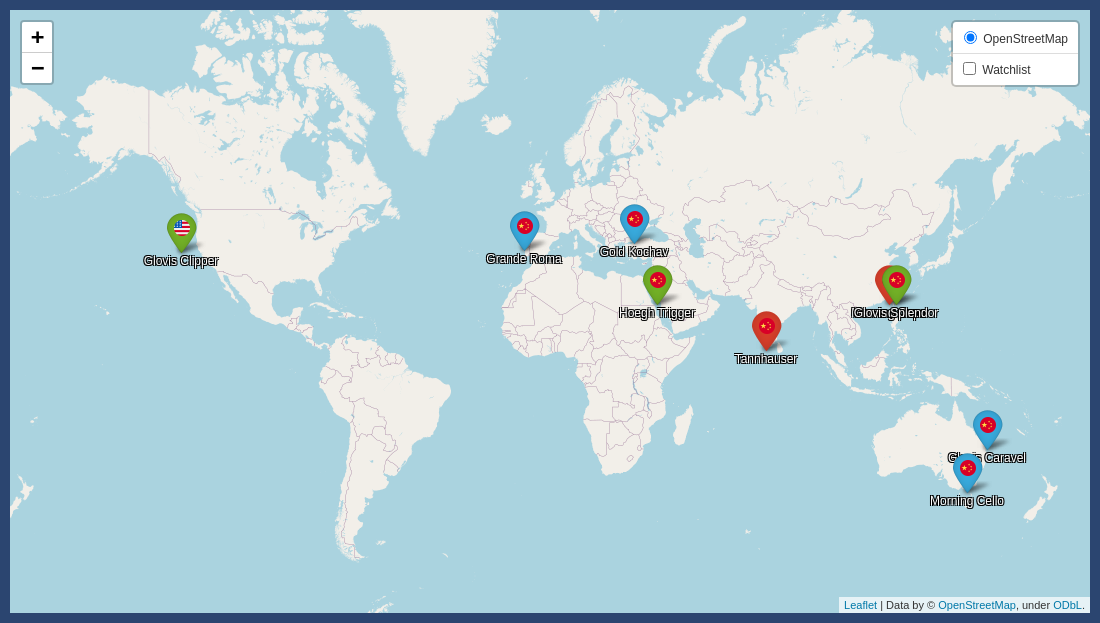 +
OpenStreetMap
−
Watchlist
Gold Kochav
Grande Roma
Glovis Clipper
Hoegh Trigger
Glovis Splendor
Tannhauser
Caravel
Morning Cello
Leaflet | Data by © OpenStreetMap, under ODbL.